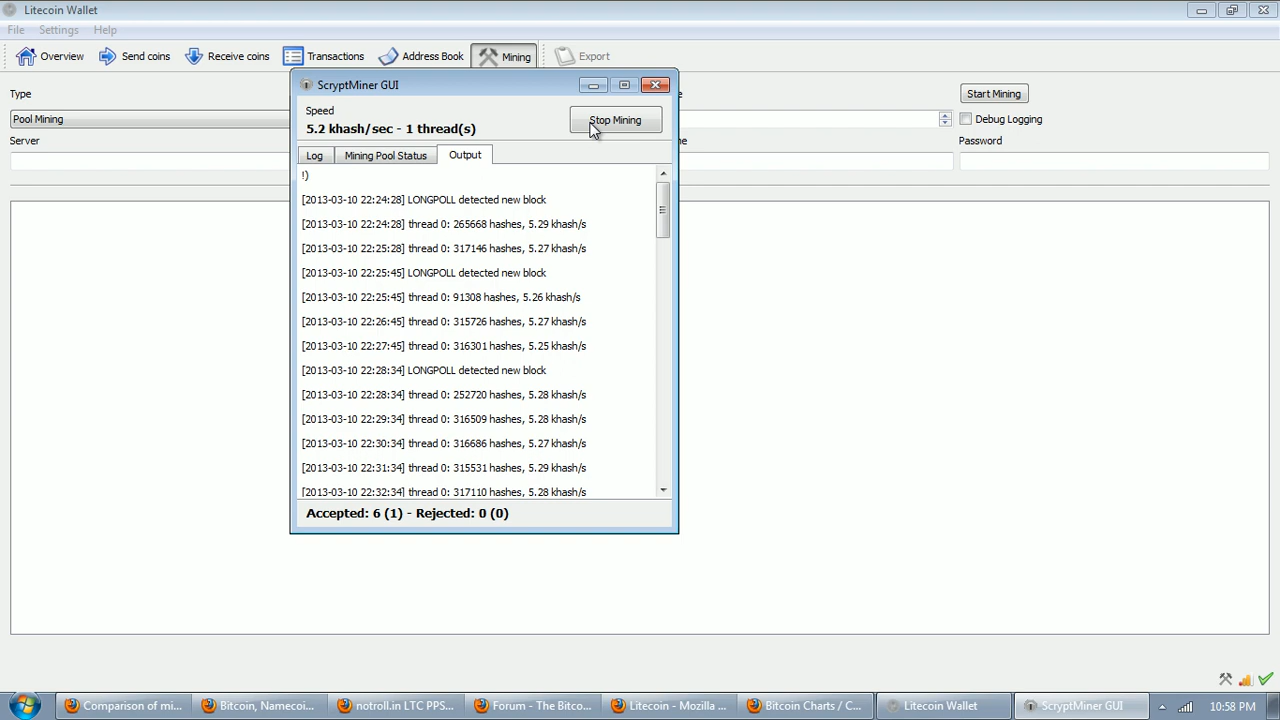 Litecoin Wallet
File Settings Help
Overview Send coins Receive coins Transactions Address Book Mining Export
ScryptMiner GUI
Type
Start Mining
Pool Mining
Debug Logging
Server
Password
Speed
5.2 khash/sec - 1 thread(s)
Stop Mining
Log Mining Pool Status Output
!)
[2013-03-10 22:24:28] LONGPOLL detected new block
[2013-03-10 22:24:28] thread 0: 265668 hashes, 5.29 khash/s
[2013-03-10 22:25:28] thread 0: 317146 hashes, 5.27 khash/s
[2013-03-10 22:25:45] LONGPOLL detected new block
[2013-03-10 22:25:45] thread 0: 91308 hashes, 5.26 khash/s
[2013-03-10 22:26:45] thread 0: 315726 hashes, 5.27 khash/s
[2013-03-10 22:27:45] thread 0: 316301 hashes, 5.25 khash/s
[2013-03-10 22:28:34] LONGPOLL detected new block
[2013-03-10 22:28:34] thread 0: 252720 hashes, 5.28 khash/s
[2013-03-10 22:29:34] thread 0: 316509 hashes, 5.28 khash/s
[2013-03-10 22:30:34] thread 0: 316686 hashes, 5.27 khash/s
[2013-03-10 22:31:34] thread 0: 315531 hashes, 5.29 khash/s
[2013-03-10 22:32:34] thread 0: 317110 hashes, 5.28 khash/s
Accepted: 6 (1) - Rejected: 0 (0)
Comparison of mi... Bitcoin, Namecoi... notroll.in LTC PPS... Forum - The Bitco... Litecoin - Mozilla ... Bitcoin Charts / C... Litecoin Wallet ScryptMiner GUI 10:58 PM